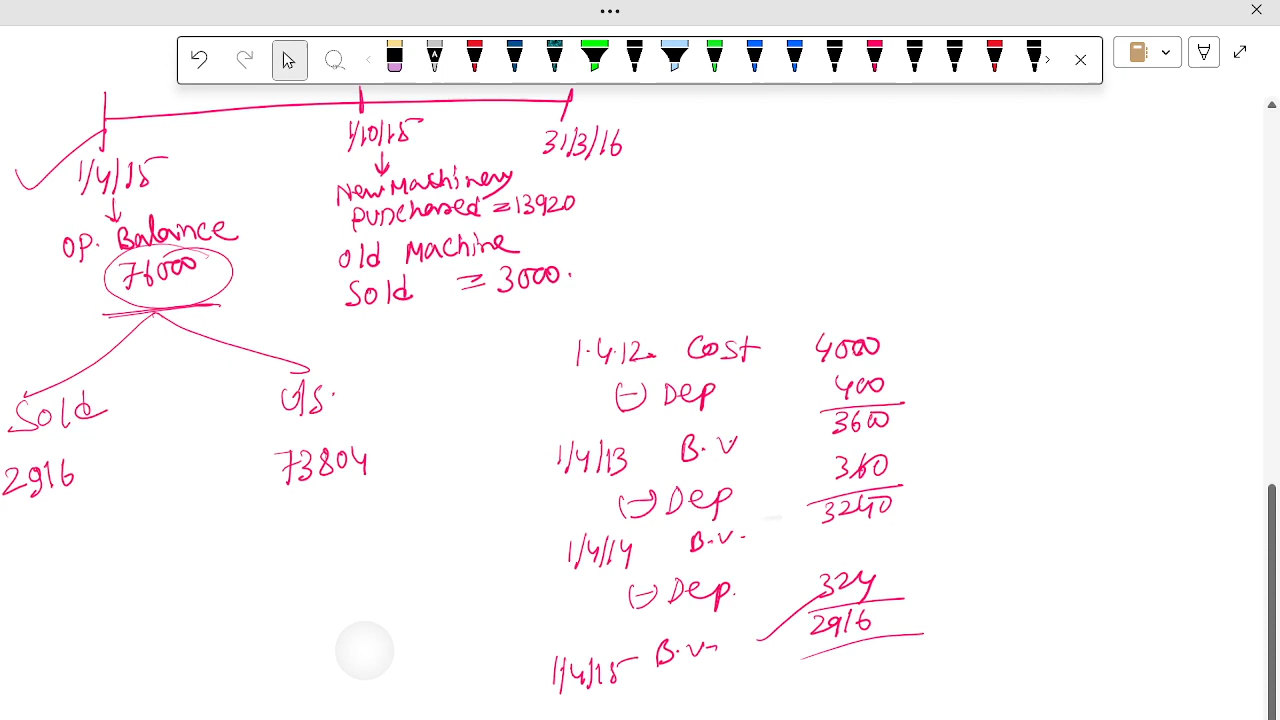 1/4/15
OP. Balance
76000
Sold
2916
U/S.
73804
1/10/15
New Machinery
purchased = 13920
Old Machine
Sold = 3000.
31/3/16
1.4.12. Cost 4000
(-) Dep 400
3600
1/4/13 B.V
360
(-) Dep
3240
1/4/14 B.V.
(-) Dep. 324
2916
1/4/15 B.V.